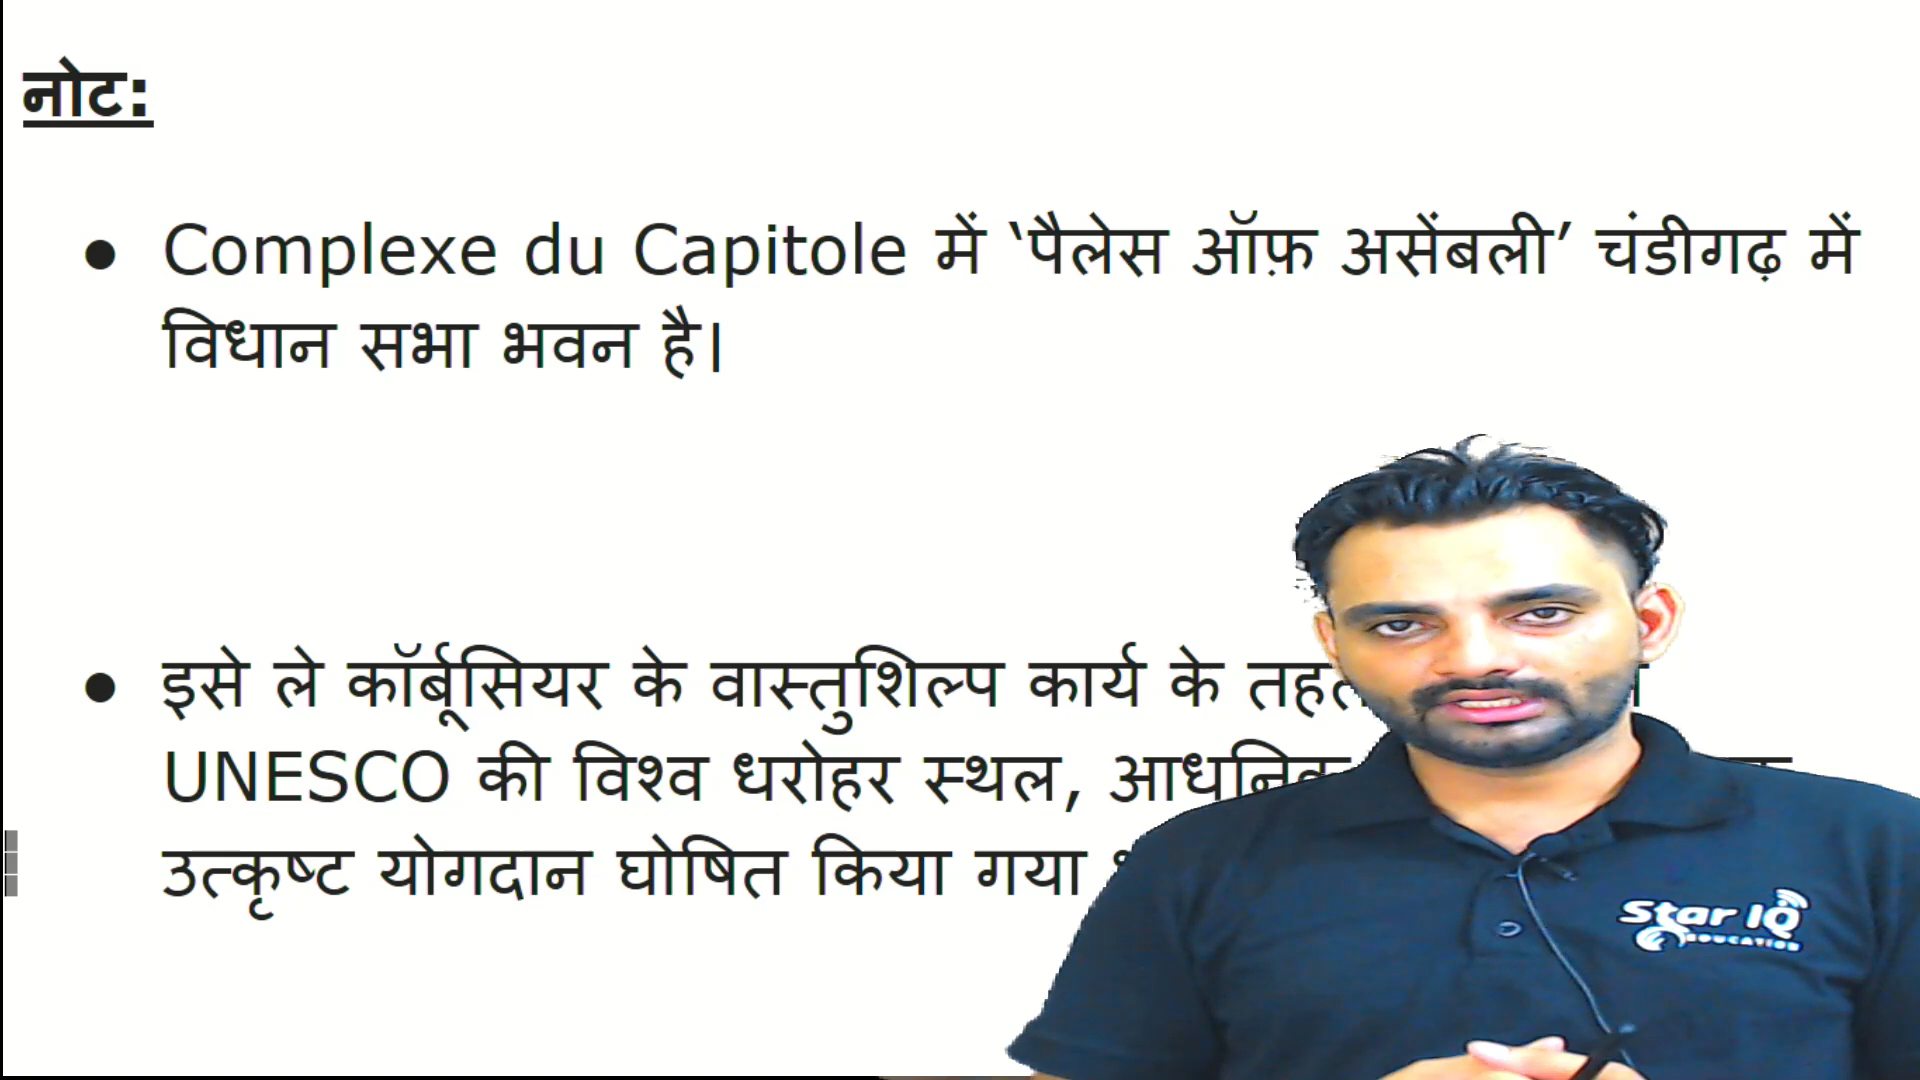 नोट:
● Complexe du Capitole में ‘पैलेस ऑफ़ असेंबली’ चंडीगढ़ में
विधान सभा भवन है।
● इसे ले कॉर्बूसियर के वास्तुशिल्प कार्य के
UNESCO की विश्व धरोहर स्थल,
उत्कृष्ट योगदान घोषित किया गया
Star IQ
EDUCATION